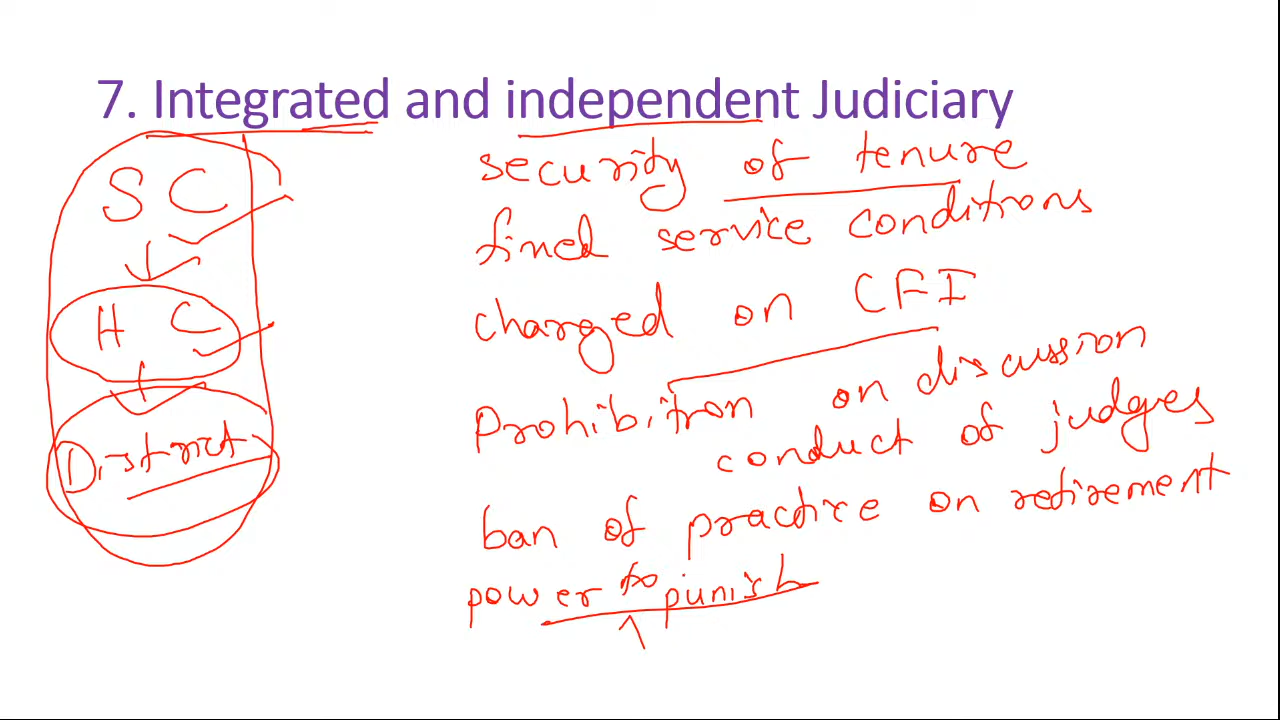 7. Integrated and independent Judiciary
SC
HC
District
security of tenure
fined service conditions
charged on CFI
Prohibition on discussion
conduct of judges
ban of practice on retirement
power to punish